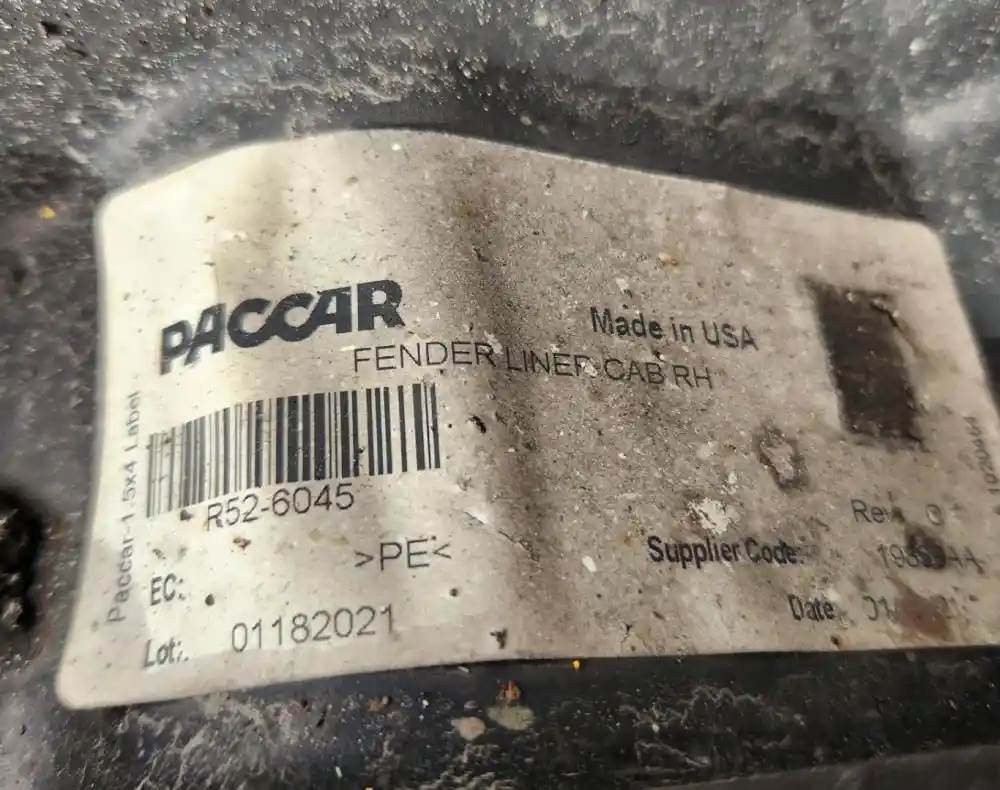 PACCAR
Made in USA
FENDER LINER CAB RH
Paccar-1.5x4 Label
R52-6045
>PE<
EC:
Lot: 01182021
Rev
Supplier Code:
Date